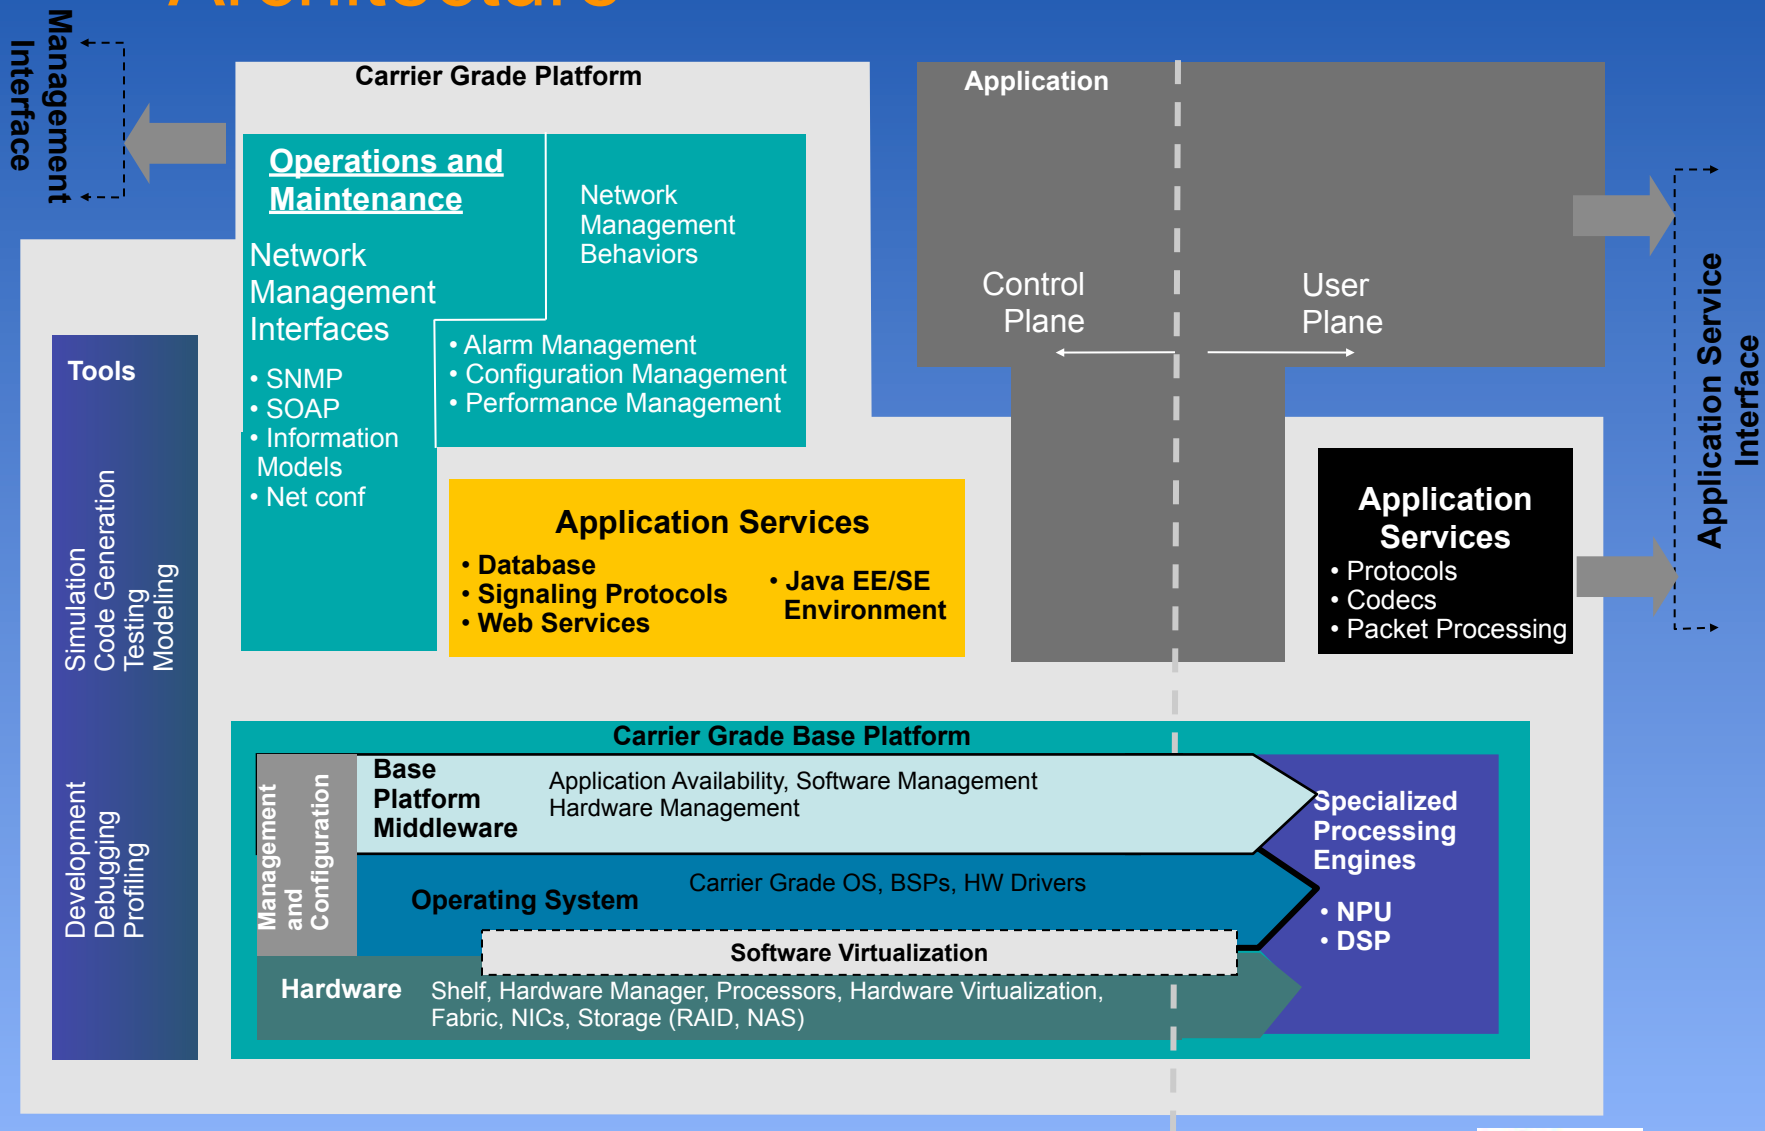 Architecture
Management
Interface
Carrier Grade Platform
Operations and
Maintenance
Network
Management
Interfaces
• SNMP
• SOAP
• Information
Models
• Net conf
Network
Management
Behaviors
• Alarm Management
• Configuration Management
• Performance Management
Application
Control
Plane
User
Plane
Application Service
Interface
Tools
Simulation
Code Generation
Testing
Modeling
Development
Debugging
Profiling
Application Services
• Database
• Signaling Protocols
• Web Services
• Java EE/SE
Environment
Application
Services
• Protocols
• Codecs
• Packet Processing
Carrier Grade Base Platform
Management
and
Configuration
Base
Platform
Middleware
Application Availability, Software Management
Hardware Management
Operating System
Carrier Grade OS, BSPs, HW Drivers
Software Virtualization
Hardware
Shelf, Hardware Manager, Processors, Hardware Virtualization,
Fabric, NICs, Storage (RAID, NAS)
Specialized
Processing
Engines
• NPU
• DSP